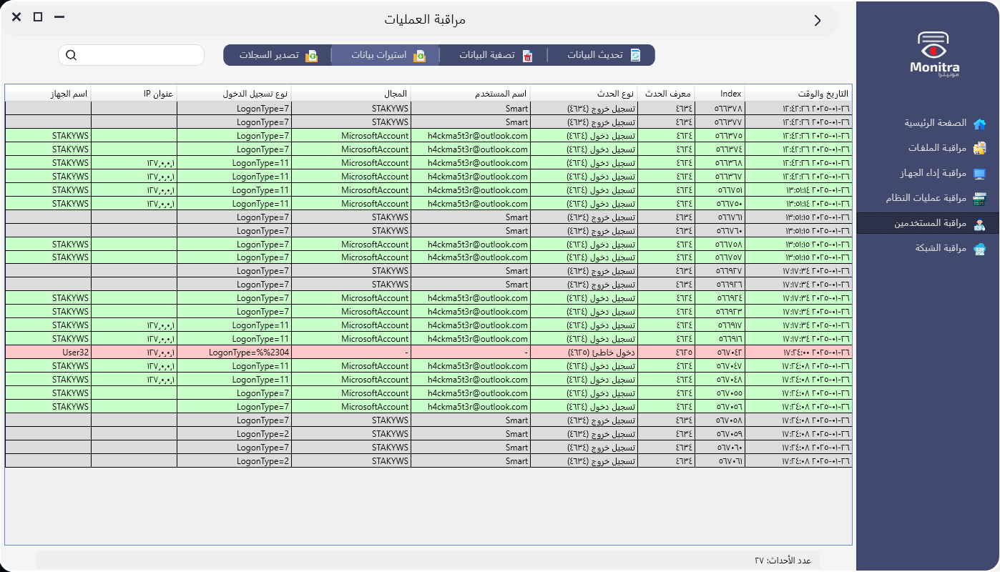 مراقبة العمليات
Monitra
مونيترا
الصفحة الرئيسية
مراقبة الملفات
مراقبة إداء الجهاز
مراقبة عمليات النظام
مراقبة المستخدمين
مراقبة الشبكة
تحديث البيانات تصفية البيانات استيرات بيانات تصدير السجلات
التاريخ والوقت Index معرف الحدث نوع الحدث اسم المستخدم المجال نوع تسجيل الدخول عنوان IP اسم الجهاز
٢٠٢٥-٠١-٢٦ ١٢:٤٢:٢٦ ٥٦٦٣٧٨ ٤٦٣٤ تسجيل خروج (٤٦٣٤) Smart STAKYWS LogonType=7
٢٠٢٥-٠١-٢٦ ١٢:٤٢:٢٦ ٥٦٦٣٧٧ ٤٦٣٤ تسجيل خروج (٤٦٣٤) Smart STAKYWS LogonType=7
٢٠٢٥-٠١-٢٦ ١٢:٤٢:٢٦ ٥٦٦٣٧٥ ٤٦٢٤ تسجيل دخول (٤٦٢٤) h4ckma5t3r@outlook.com MicrosoftAccount LogonType=7 STAKYWS
٢٠٢٥-٠١-٢٦ ١٢:٤٢:٢٦ ٥٦٦٣٧٤ ٤٦٢٤ تسجيل دخول (٤٦٢٤) h4ckma5t3r@outlook.com MicrosoftAccount LogonType=7 STAKYWS
٢٠٢٥-٠١-٢٦ ١٢:٤٢:٢٦ ٥٦٦٣٦٨ ٤٦٢٤ تسجيل دخول (٤٦٢٤) h4ckma5t3r@outlook.com MicrosoftAccount LogonType=11 ١٢٧,٠,٠,١ STAKYWS
٢٠٢٥-٠١-٢٦ ١٢:٤٢:٢٦ ٥٦٦٣٦٧ ٤٦٢٤ تسجيل دخول (٤٦٢٤) h4ckma5t3r@outlook.com MicrosoftAccount LogonType=11 ١٢٧,٠,٠,١ STAKYWS
٢٠٢٥-٠١-٢٦ ١٣:٥١:١٤ ٥٦٦٧٥١ ٤٦٢٤ تسجيل دخول (٤٦٢٤) h4ckma5t3r@outlook.com MicrosoftAccount LogonType=11 ١٢٧,٠,٠,١ STAKYWS
٢٠٢٥-٠١-٢٦ ١٣:٥١:١٤ ٥٦٦٧٥٠ ٤٦٢٤ تسجيل دخول (٤٦٢٤) h4ckma5t3r@outlook.com MicrosoftAccount LogonType=11 ١٢٧,٠,٠,١ STAKYWS
٢٠٢٥-٠١-٢٦ ١٣:٥١:١٥ ٥٦٦٧٦١ ٤٦٣٤ تسجيل خروج (٤٦٣٤) Smart STAKYWS LogonType=7
٢٠٢٥-٠١-٢٦ ١٣:٥١:١٥ ٥٦٦٧٦٠ ٤٦٣٤ تسجيل خروج (٤٦٣٤) Smart STAKYWS LogonType=7
٢٠٢٥-٠١-٢٦ ١٣:٥١:١٥ ٥٦٦٧٥٨ ٤٦٢٤ تسجيل دخول (٤٦٢٤) h4ckma5t3r@outlook.com MicrosoftAccount LogonType=7 STAKYWS
٢٠٢٥-٠١-٢٦ ١٣:٥١:١٥ ٥٦٦٧٥٧ ٤٦٢٤ تسجيل دخول (٤٦٢٤) h4ckma5t3r@outlook.com MicrosoftAccount LogonType=7 STAKYWS
٢٠٢٥-٠١-٢٦ ١٧:١٧:٣٤ ٥٦٦٩٢٧ ٤٦٣٤ تسجيل خروج (٤٦٣٤) Smart STAKYWS LogonType=7
٢٠٢٥-٠١-٢٦ ١٧:١٧:٣٤ ٥٦٦٩٢٦ ٤٦٣٤ تسجيل خروج (٤٦٣٤) Smart STAKYWS LogonType=7
٢٠٢٥-٠١-٢٦ ١٧:١٧:٣٤ ٥٦٦٩٢٤ ٤٦٢٤ تسجيل دخول (٤٦٢٤) h4ckma5t3r@outlook.com MicrosoftAccount LogonType=7 STAKYWS
٢٠٢٥-٠١-٢٦ ١٧:١٧:٣٤ ٥٦٦٩٢٣ ٤٦٢٤ تسجيل دخول (٤٦٢٤) h4ckma5t3r@outlook.com MicrosoftAccount LogonType=7 STAKYWS
٢٠٢٥-٠١-٢٦ ١٧:١٧:٣٤ ٥٦٦٩١٧ ٤٦٢٤ تسجيل دخول (٤٦٢٤) h4ckma5t3r@outlook.com MicrosoftAccount LogonType=11 ١٢٧,٠,٠,١ STAKYWS
٢٠٢٥-٠١-٢٦ ١٧:١٧:٣٤ ٥٦٦٩١٦ ٤٦٢٤ تسجيل دخول (٤٦٢٤) h4ckma5t3r@outlook.com MicrosoftAccount LogonType=11 ١٢٧,٠,٠,١ STAKYWS
٢٠٢٥-٠١-٢٦ ١٧:٢٤:٠٠ ٥٦٧٠٤٢ ٤٦٢٥ دخول خاطئ (٤٦٢٥) - - LogonType=%%2304 ١٢٧,٠,٠,١ User32
٢٠٢٥-٠١-٢٦ ١٧:٢٤:٠٨ ٥٦٧٠٤٧ ٤٦٢٤ تسجيل دخول (٤٦٢٤) h4ckma5t3r@outlook.com MicrosoftAccount LogonType=11 ١٢٧,٠,٠,١ STAKYWS
٢٠٢٥-٠١-٢٦ ١٧:٢٤:٠٨ ٥٦٧٠٤٨ ٤٦٢٤ تسجيل دخول (٤٦٢٤) h4ckma5t3r@outlook.com MicrosoftAccount LogonType=11 ١٢٧,٠,٠,١ STAKYWS
٢٠٢٥-٠١-٢٦ ١٧:٢٤:٠٨ ٥٦٧٠٥٥ ٤٦٢٤ تسجيل دخول (٤٦٢٤) h4ckma5t3r@outlook.com MicrosoftAccount LogonType=7 STAKYWS
٢٠٢٥-٠١-٢٦ ١٧:٢٤:٠٨ ٥٦٧٠٥٦ ٤٦٢٤ تسجيل دخول (٤٦٢٤) h4ckma5t3r@outlook.com MicrosoftAccount LogonType=7 STAKYWS
٢٠٢٥-٠١-٢٦ ١٧:٢٤:٠٨ ٥٦٧٠٥٨ ٤٦٣٤ تسجيل خروج (٤٦٣٤) Smart STAKYWS LogonType=7
٢٠٢٥-٠١-٢٦ ١٧:٢٤:٠٨ ٥٦٧٠٥٩ ٤٦٣٤ تسجيل خروج (٤٦٣٤) Smart STAKYWS LogonType=2
٢٠٢٥-٠١-٢٦ ١٧:٢٤:٠٨ ٥٦٧٠٦٠ ٤٦٣٤ تسجيل خروج (٤٦٣٤) Smart STAKYWS LogonType=7
٢٠٢٥-٠١-٢٦ ١٧:٢٤:٠٨ ٥٦٧٠٦١ ٤٦٣٤ تسجيل خروج (٤٦٣٤) Smart STAKYWS LogonType=2
عدد الأحداث: ٢٧